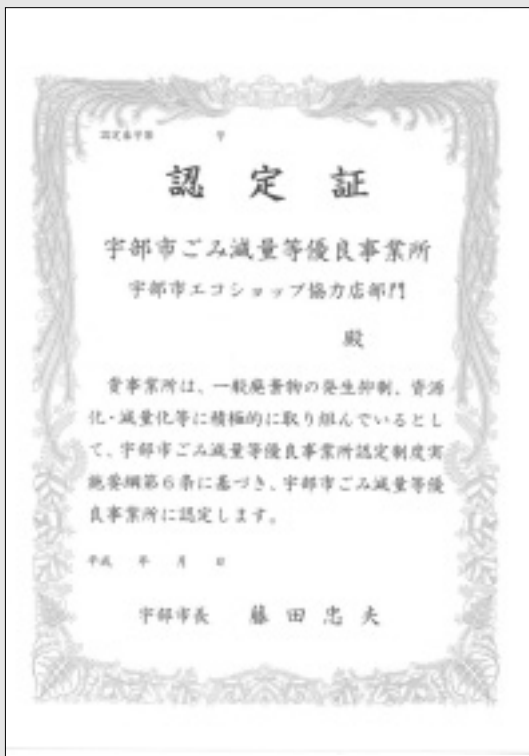 認定番号第　　　　号
認　定　証
宇部市ごみ減量等優良事業所
宇部市エコショップ協力店部門
殿
貴事業所は、一般廃棄物の発生抑制、資源
化・減量化等に積極的に取り組んでいるとし
て、宇部市ごみ減量等優良事業所認定制度実
施要綱第６条に基づき、宇部市ごみ減量等優
良事業所に認定します。
平成　年　月　日
宇部市長　藤田忠夫